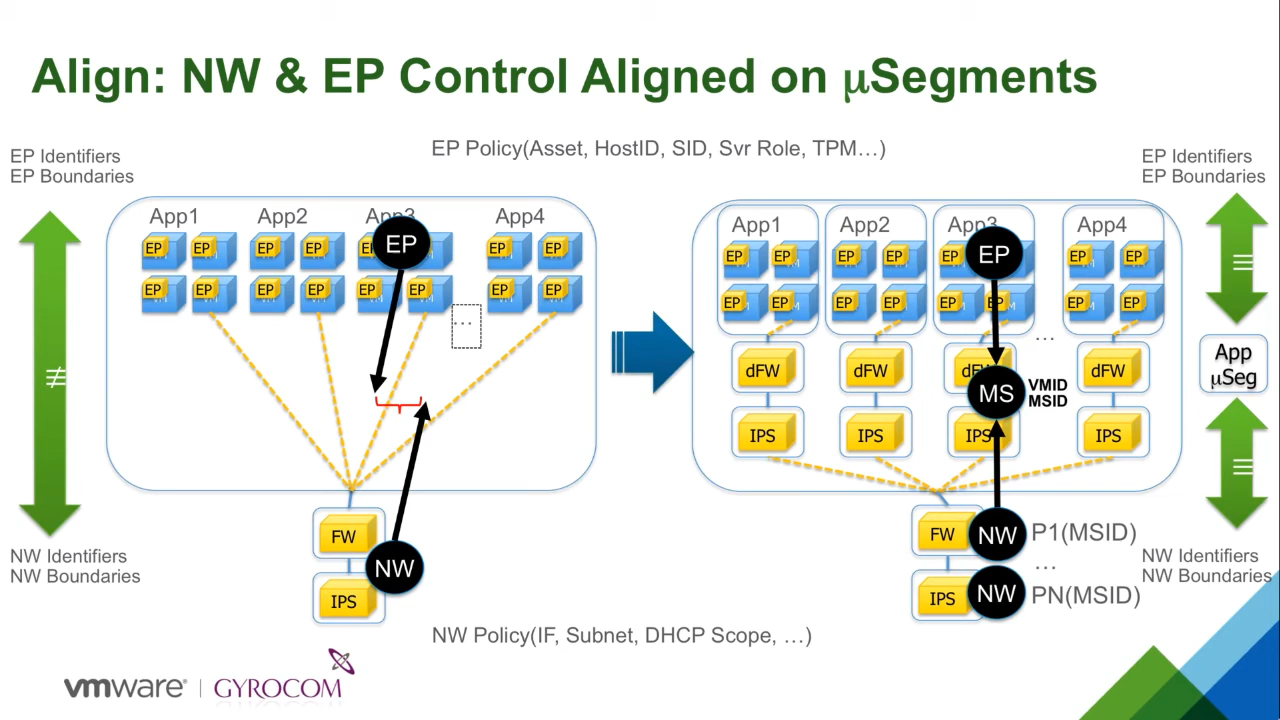 Align: NW & EP Control Aligned on μSegments
EP Policy(Asset, HostID, SID, Svr Role, TPM…)
EP Identifiers
EP Boundaries
EP Identifiers
EP Boundaries
App1 App2 App3 App4
EP EP EP EP EP EP EP
EP EP EP EP EP EP EP EP
EP
…
≢
NW Identifiers
NW Boundaries
FW
NW
IPS
App1 App2 App3 App4
EP EP EP EP EP EP EP
EP EP EP EP EP EP EP EP
EP
…
dFW dFW dFW dFW
MS
VMID
MSID
IPS IPS IPS IPS
≡
App
μSeg
≡
FW NW P1(MSID)
…
IPS NW PN(MSID)
NW Identifiers
NW Boundaries
NW Policy(IF, Subnet, DHCP Scope, …)
vmware® | GYROCOM